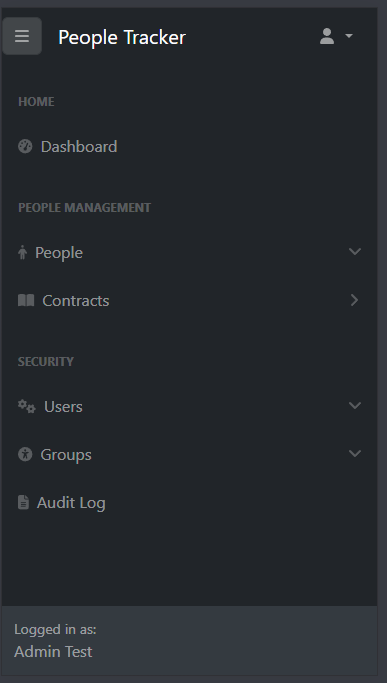 People Tracker
HOME
Dashboard
PEOPLE MANAGEMENT
People
Contracts
SECURITY
Users
Groups
Audit Log
Logged in as:
Admin Test